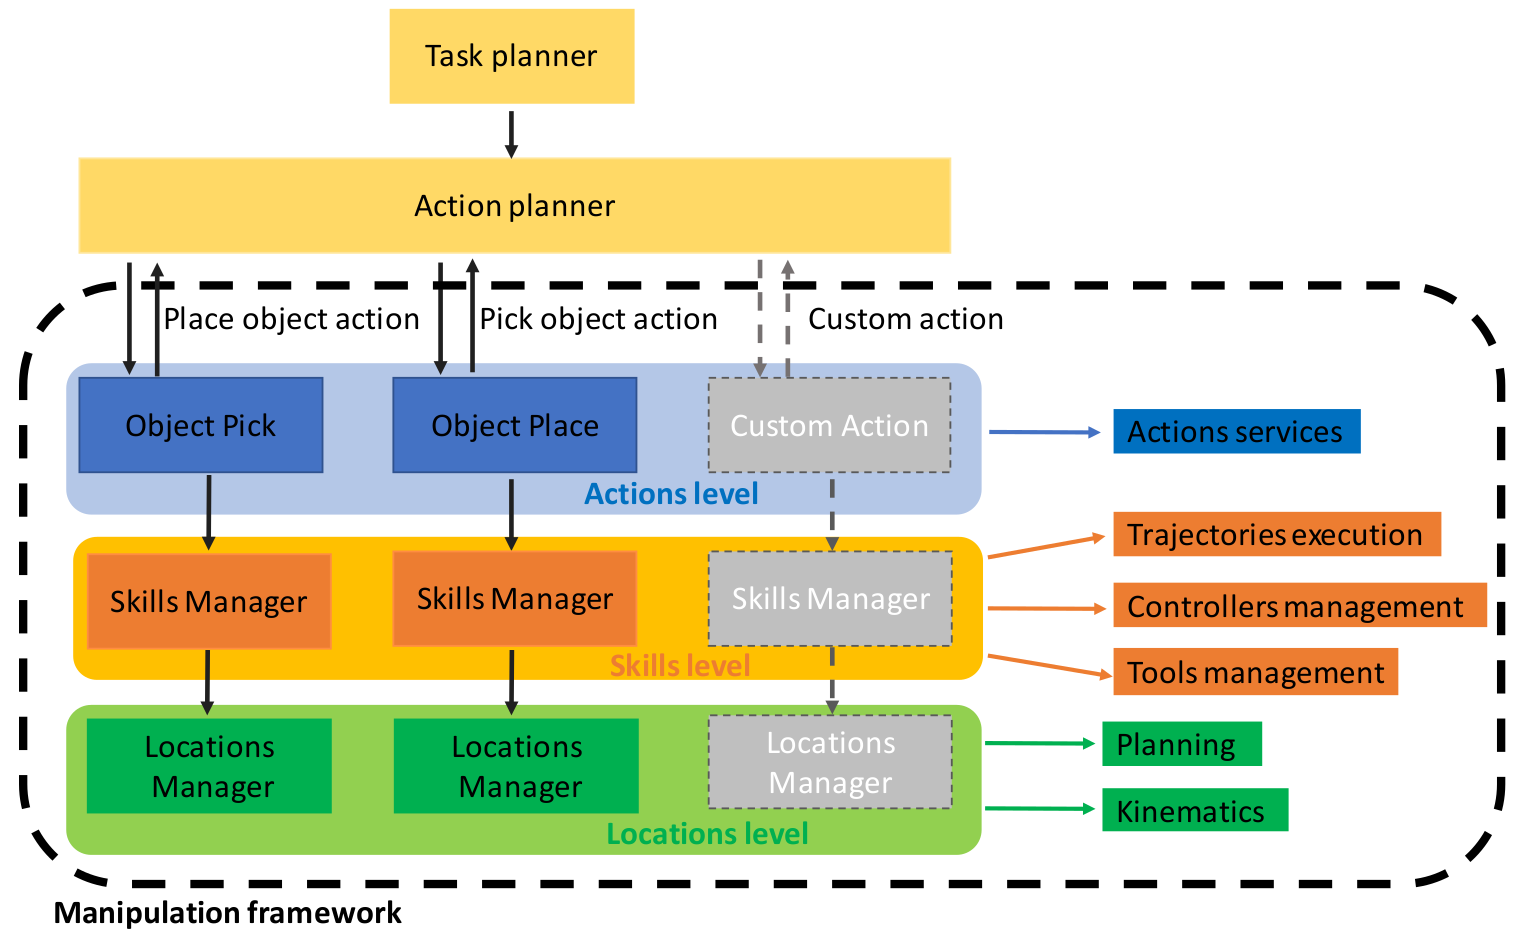 Task planner
Action planner
Place object action
Pick object action
Custom action
Object Pick
Object Place
Custom Action
Actions services
Actions level
Trajectories execution
Skills Manager
Skills Manager
Skills Manager
Controllers management
Skills level
Tools management
Locations
Manager
Locations
Manager
Locations
Manager
Planning
Kinematics
Locations level
Manipulation framework